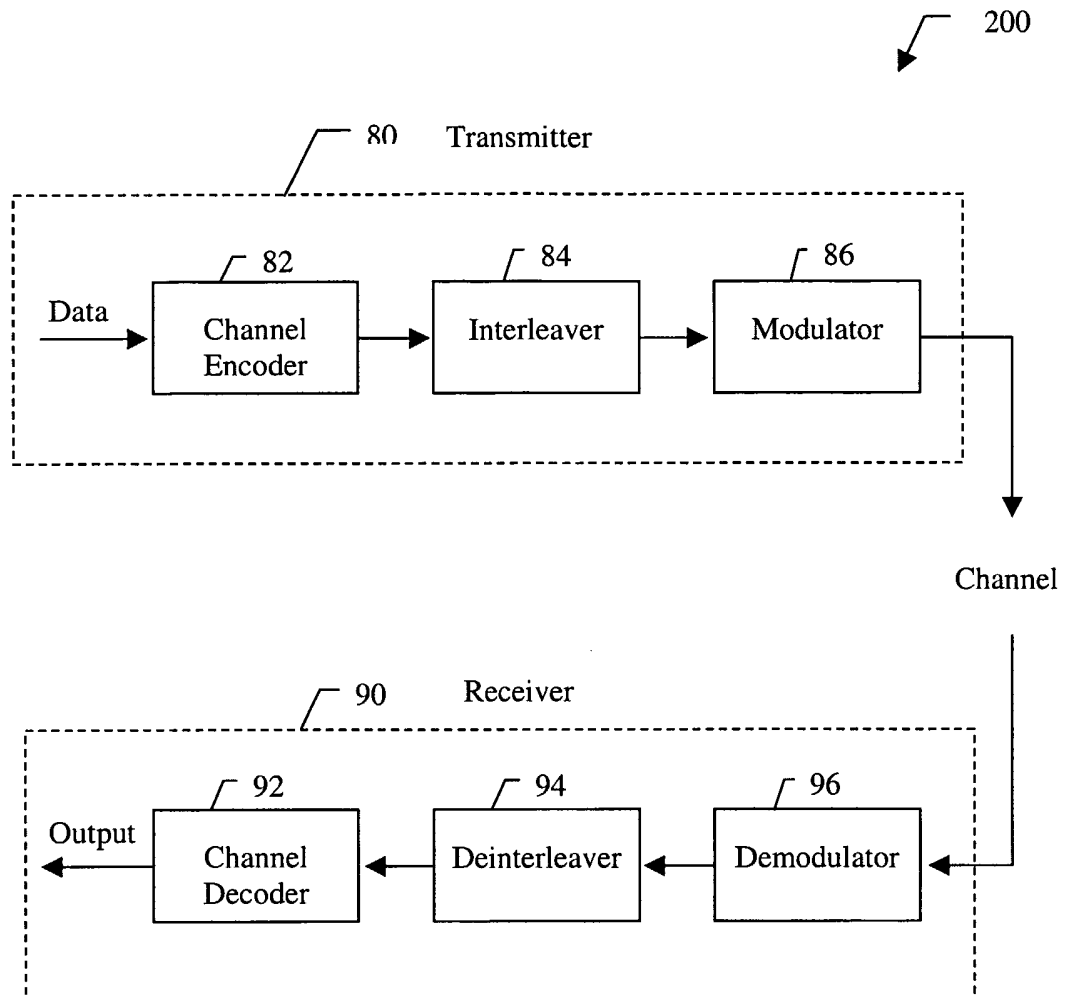 200
80 Transmitter
82
84
86
Data
Channel
Encoder
Interleaver
Modulator
Channel
90 Receiver
92
94
96
Output
Channel
Decoder
Deinterleaver
Demodulator